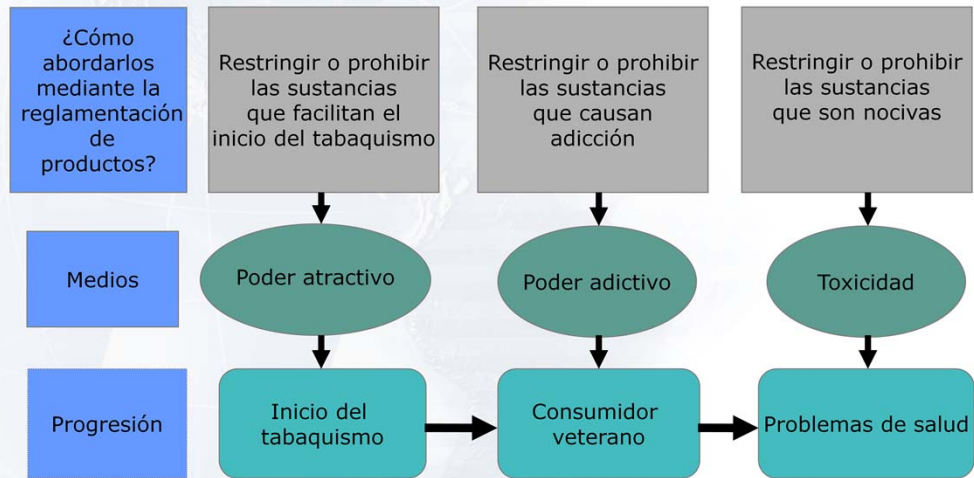 ¿Cómo
abordarlos
mediante la
reglamentación
de
productos?
Restringir o prohibir
las sustancias
que facilitan el
inicio del tabaquismo
Restringir o prohibir
las sustancias
que causan
adicción
Restringir o prohibir
las sustancias
que son nocivas
Medios
Poder atractivo
Poder adictivo
Toxicidad
Progresión
Inicio del
tabaquismo
Consumidor
veterano
Problemas de salud